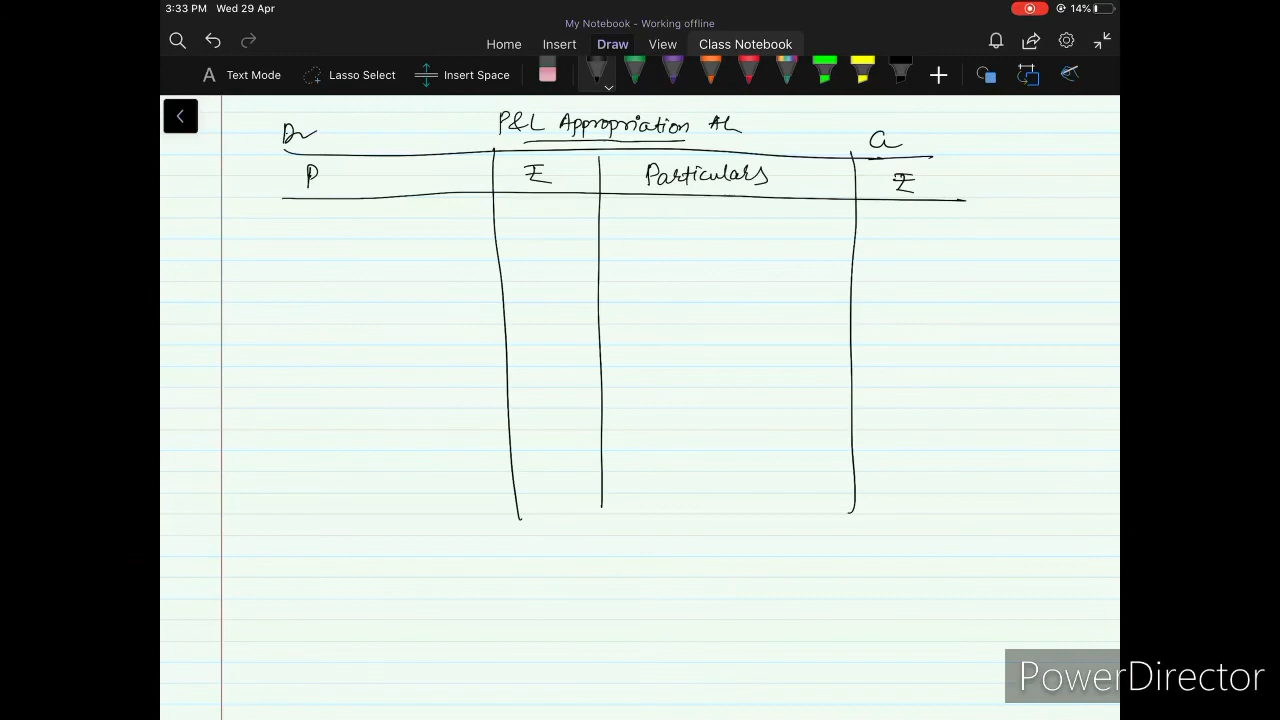 3:33 PM Wed 29 Apr 14%
My Notebook - Working offline
Home Insert Draw View Class Notebook
A Text Mode Lasso Select Insert Space
Dr P&L Appropriation A/c Cr
P ₹ Particulars ₹
PowerDirector